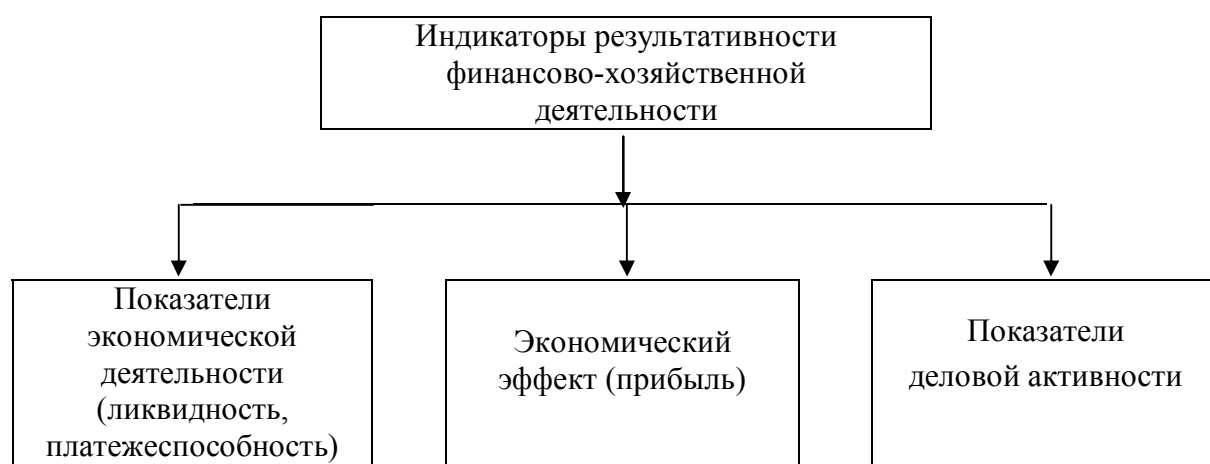 Индикаторы результативности
финансово-хозяйственной
деятельности
Показатели
экономической
деятельности
(ликвидность,
платежеспособность)
Экономический
эффект (прибыль)
Показатели
деловой активности